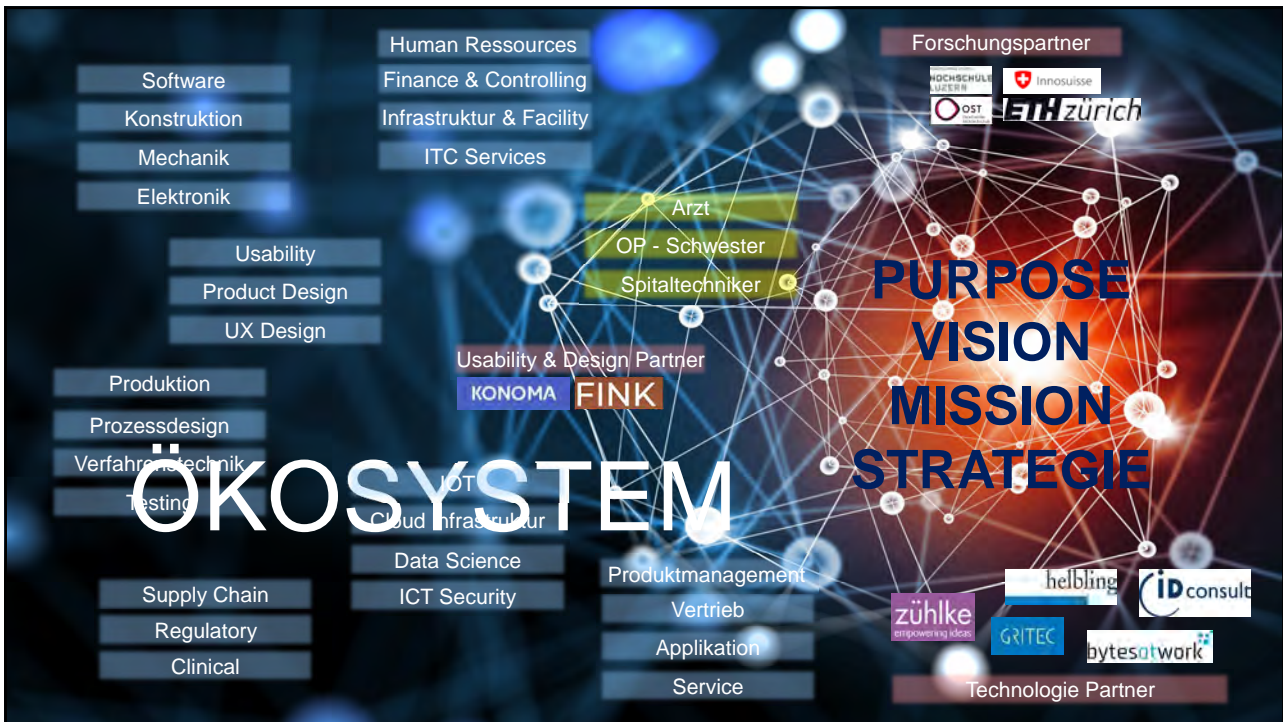 Human Ressources
Finance & Controlling
Infrastruktur & Facility
ITC Services
Software
Konstruktion
Mechanik
Elektronik
Forschungspartner
HOCHSCHULE
LUZERN
Innosuisse
OST
ETH zürich
Arzt
OP - Schwester
Spitaltechniker
Usability
Product Design
UX Design
PURPOSE
VISION
MISSION
STRATEGIE
Usability & Design Partner
KONOMA
FINK
Produktion
Prozessdesign
Verfahrenstechnik
Testing
ÖKOSYSTEM
IOT
Cloud Infrastruktur
Data Science
ICT Security
Supply Chain
Regulatory
Clinical
Produktmanagement
Vertrieb
Applikation
Service
zühlke
empowering ideas
helbling
iD consult
GRITEC
bytesatwork
Technologie Partner